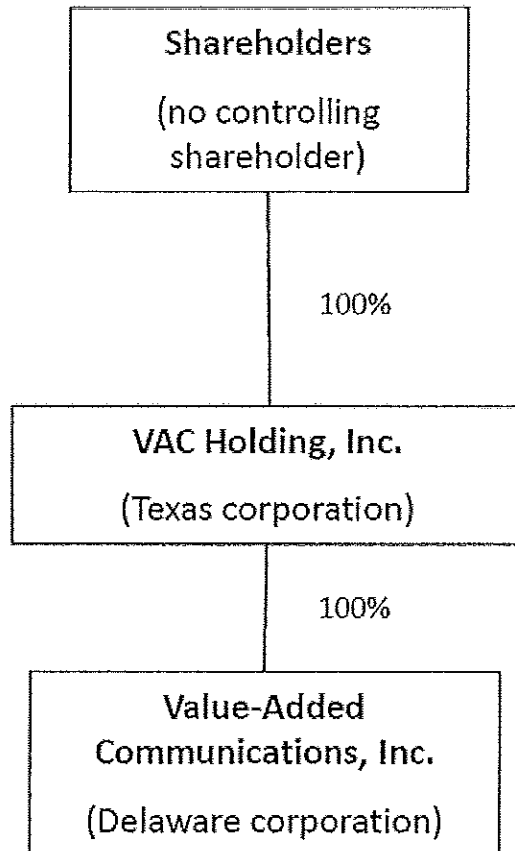 Shareholders
(no controlling
shareholder)
100%
VAC Holding, Inc.
(Texas corporation)
100%
Value-Added
Communications, Inc.
(Delaware corporation)